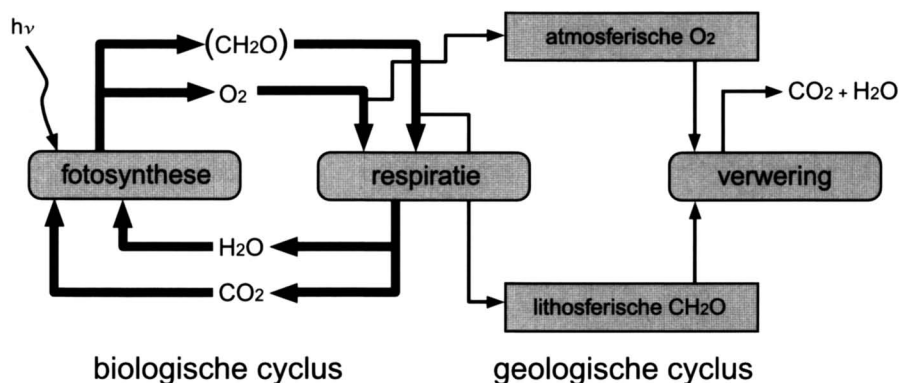 hν
(CH2O)
O2
atmosferische O2
CO2 + H2O
fotosynthese
respiratie
verwering
H2O
CO2
lithosferische CH2O
biologische cyclus
geologische cyclus